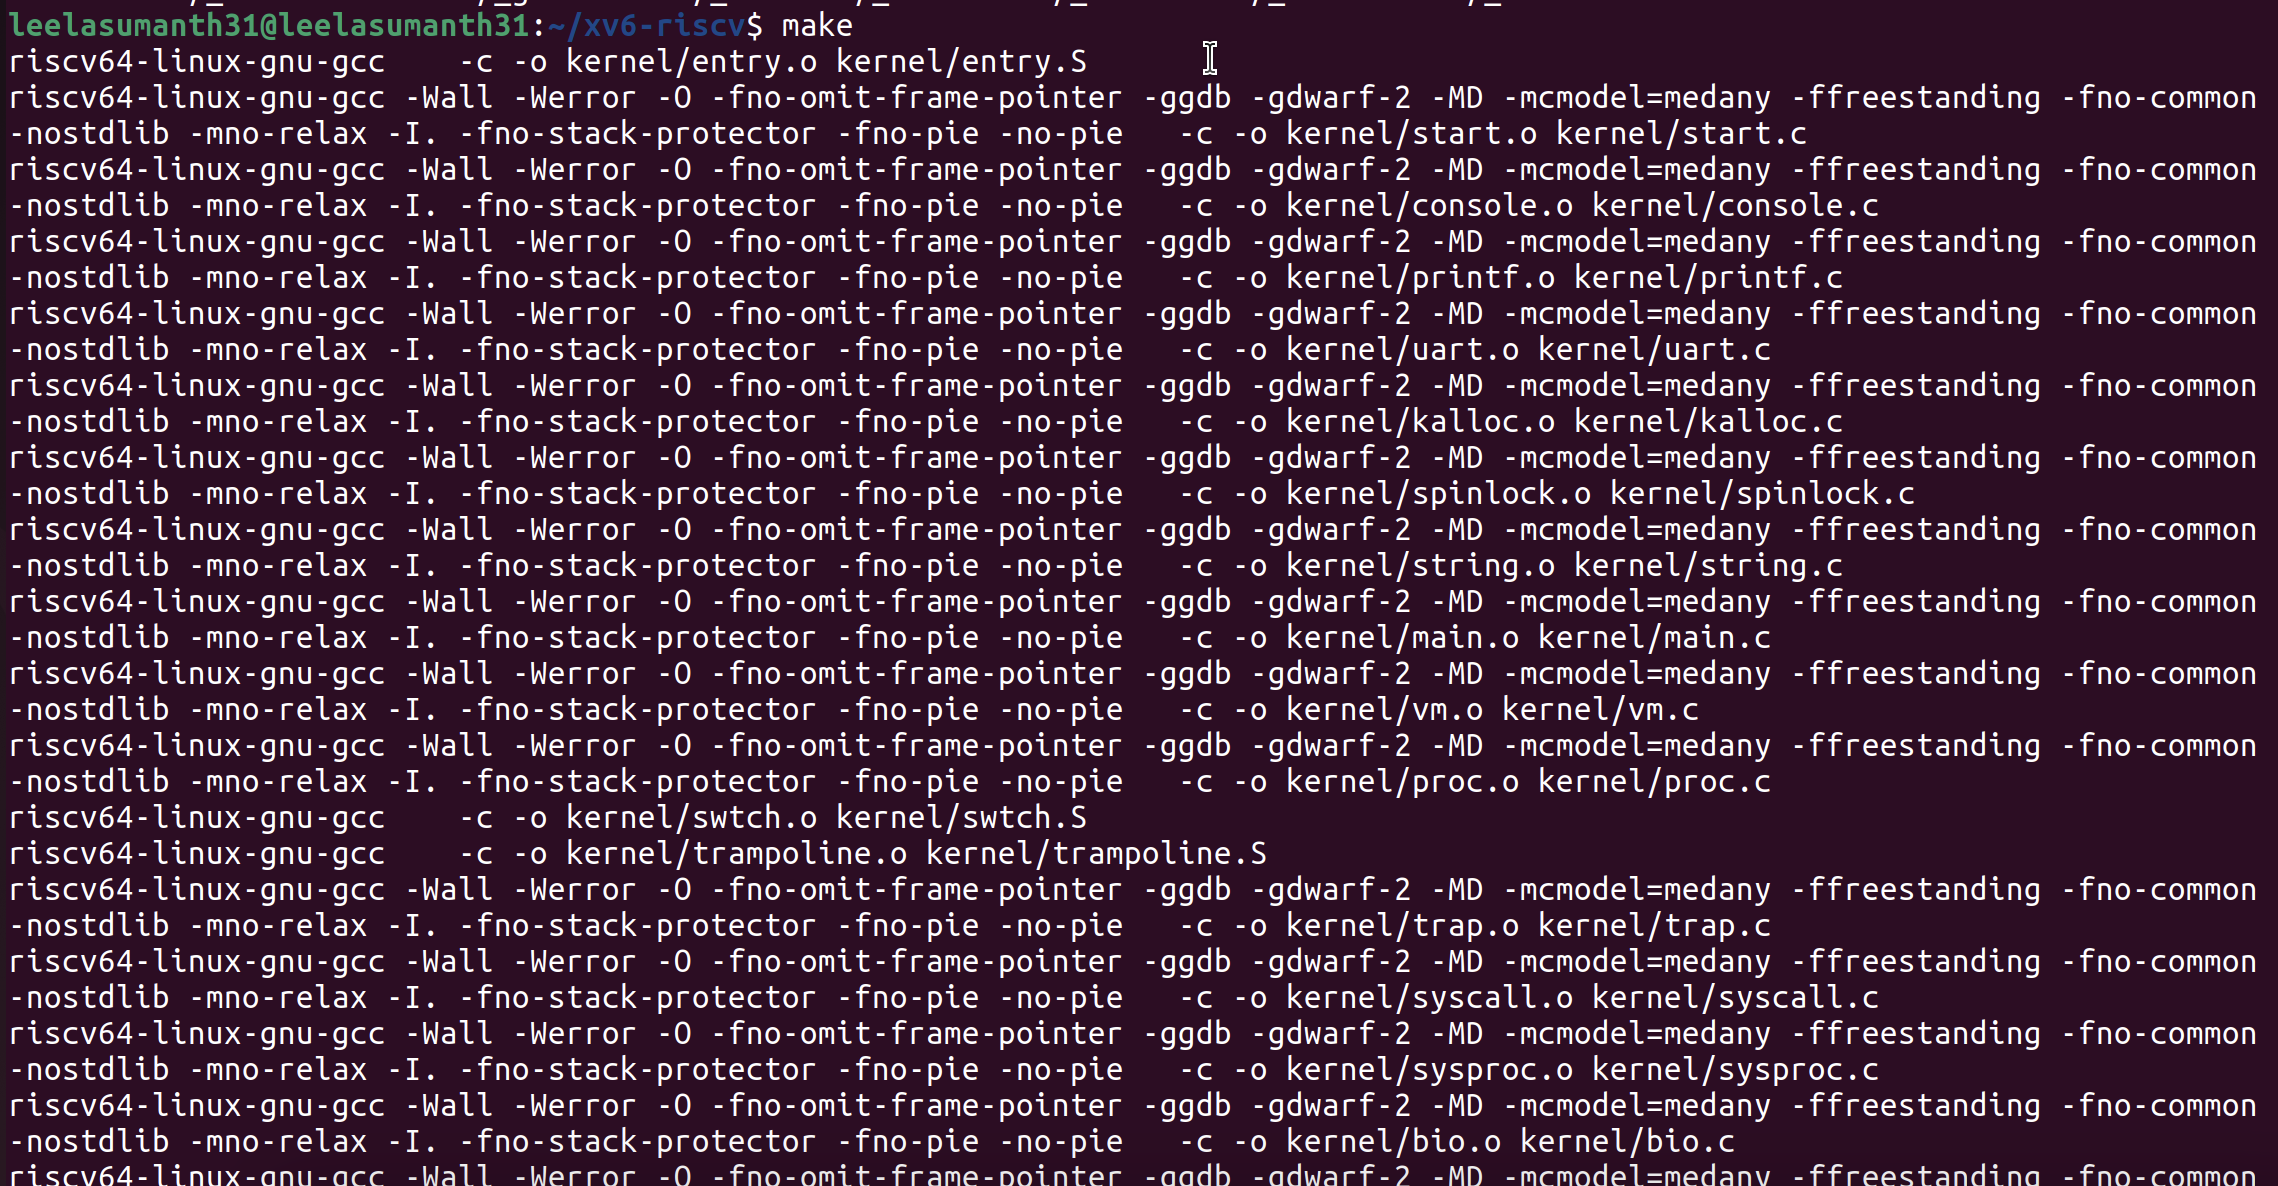 leelasumanth31@leelasumanth31:~/xv6-riscv$ make
riscv64-linux-gnu-gcc    -c -o kernel/entry.o kernel/entry.S
riscv64-linux-gnu-gcc -Wall -Werror -O -fno-omit-frame-pointer -ggdb -gdwarf-2 -MD -mcmodel=medany -ffreestanding -fno-common
-nostdlib -mno-relax -I. -fno-stack-protector -fno-pie -no-pie   -c -o kernel/start.o kernel/start.c
riscv64-linux-gnu-gcc -Wall -Werror -O -fno-omit-frame-pointer -ggdb -gdwarf-2 -MD -mcmodel=medany -ffreestanding -fno-common
-nostdlib -mno-relax -I. -fno-stack-protector -fno-pie -no-pie   -c -o kernel/console.o kernel/console.c
riscv64-linux-gnu-gcc -Wall -Werror -O -fno-omit-frame-pointer -ggdb -gdwarf-2 -MD -mcmodel=medany -ffreestanding -fno-common
-nostdlib -mno-relax -I. -fno-stack-protector -fno-pie -no-pie   -c -o kernel/printf.o kernel/printf.c
riscv64-linux-gnu-gcc -Wall -Werror -O -fno-omit-frame-pointer -ggdb -gdwarf-2 -MD -mcmodel=medany -ffreestanding -fno-common
-nostdlib -mno-relax -I. -fno-stack-protector -fno-pie -no-pie   -c -o kernel/uart.o kernel/uart.c
riscv64-linux-gnu-gcc -Wall -Werror -O -fno-omit-frame-pointer -ggdb -gdwarf-2 -MD -mcmodel=medany -ffreestanding -fno-common
-nostdlib -mno-relax -I. -fno-stack-protector -fno-pie -no-pie   -c -o kernel/kalloc.o kernel/kalloc.c
riscv64-linux-gnu-gcc -Wall -Werror -O -fno-omit-frame-pointer -ggdb -gdwarf-2 -MD -mcmodel=medany -ffreestanding -fno-common
-nostdlib -mno-relax -I. -fno-stack-protector -fno-pie -no-pie   -c -o kernel/spinlock.o kernel/spinlock.c
riscv64-linux-gnu-gcc -Wall -Werror -O -fno-omit-frame-pointer -ggdb -gdwarf-2 -MD -mcmodel=medany -ffreestanding -fno-common
-nostdlib -mno-relax -I. -fno-stack-protector -fno-pie -no-pie   -c -o kernel/string.o kernel/string.c
riscv64-linux-gnu-gcc -Wall -Werror -O -fno-omit-frame-pointer -ggdb -gdwarf-2 -MD -mcmodel=medany -ffreestanding -fno-common
-nostdlib -mno-relax -I. -fno-stack-protector -fno-pie -no-pie   -c -o kernel/main.o kernel/main.c
riscv64-linux-gnu-gcc -Wall -Werror -O -fno-omit-frame-pointer -ggdb -gdwarf-2 -MD -mcmodel=medany -ffreestanding -fno-common
-nostdlib -mno-relax -I. -fno-stack-protector -fno-pie -no-pie   -c -o kernel/vm.o kernel/vm.c
riscv64-linux-gnu-gcc -Wall -Werror -O -fno-omit-frame-pointer -ggdb -gdwarf-2 -MD -mcmodel=medany -ffreestanding -fno-common
-nostdlib -mno-relax -I. -fno-stack-protector -fno-pie -no-pie   -c -o kernel/proc.o kernel/proc.c
riscv64-linux-gnu-gcc    -c -o kernel/swtch.o kernel/swtch.S
riscv64-linux-gnu-gcc    -c -o kernel/trampoline.o kernel/trampoline.S
riscv64-linux-gnu-gcc -Wall -Werror -O -fno-omit-frame-pointer -ggdb -gdwarf-2 -MD -mcmodel=medany -ffreestanding -fno-common
-nostdlib -mno-relax -I. -fno-stack-protector -fno-pie -no-pie   -c -o kernel/trap.o kernel/trap.c
riscv64-linux-gnu-gcc -Wall -Werror -O -fno-omit-frame-pointer -ggdb -gdwarf-2 -MD -mcmodel=medany -ffreestanding -fno-common
-nostdlib -mno-relax -I. -fno-stack-protector -fno-pie -no-pie   -c -o kernel/syscall.o kernel/syscall.c
riscv64-linux-gnu-gcc -Wall -Werror -O -fno-omit-frame-pointer -ggdb -gdwarf-2 -MD -mcmodel=medany -ffreestanding -fno-common
-nostdlib -mno-relax -I. -fno-stack-protector -fno-pie -no-pie   -c -o kernel/sysproc.o kernel/sysproc.c
riscv64-linux-gnu-gcc -Wall -Werror -O -fno-omit-frame-pointer -ggdb -gdwarf-2 -MD -mcmodel=medany -ffreestanding -fno-common
-nostdlib -mno-relax -I. -fno-stack-protector -fno-pie -no-pie   -c -o kernel/bio.o kernel/bio.c
riscv64-linux-gnu-gcc -Wall -Werror -O -fno-omit-frame-pointer -ggdb -gdwarf-2 -MD -mcmodel=medany -ffreestanding -fno-common